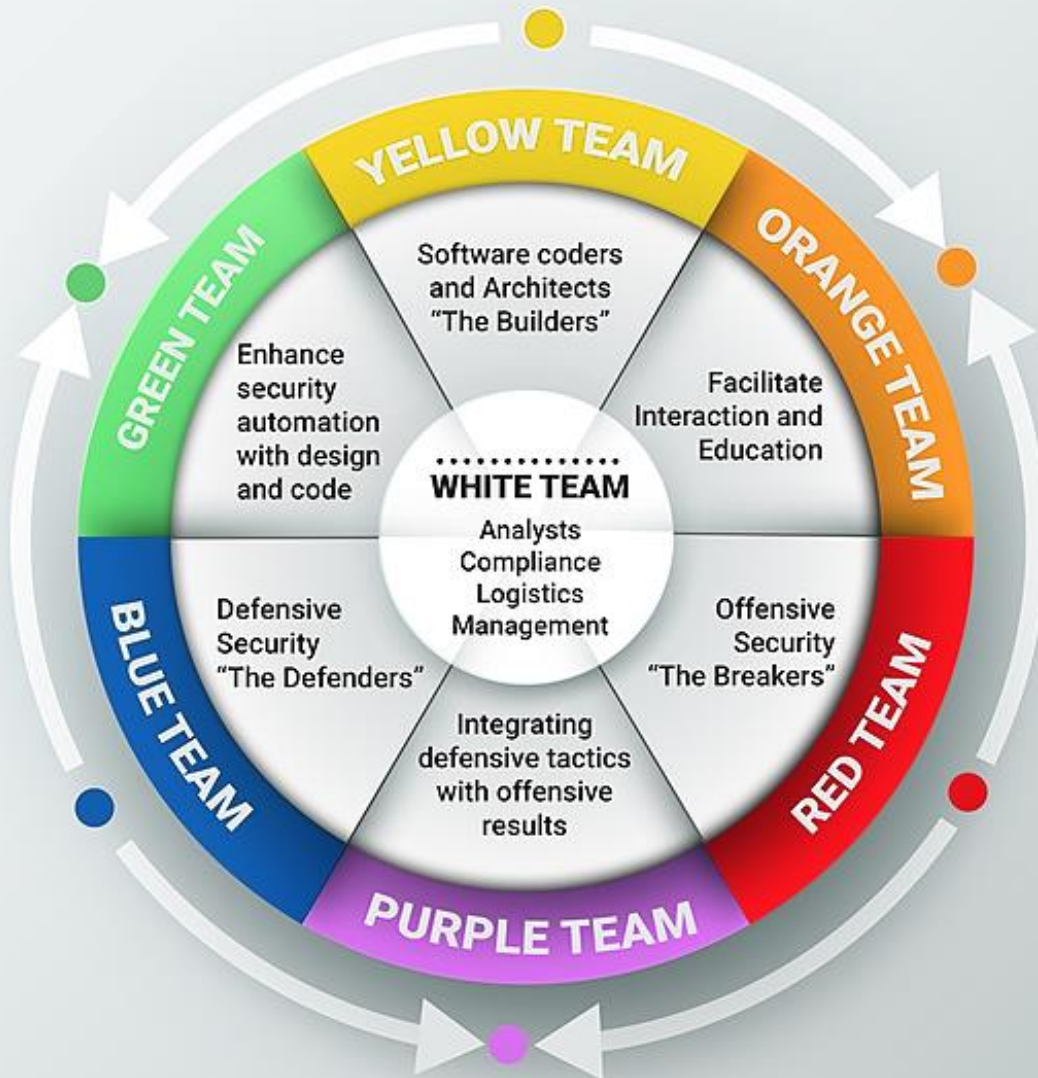 YELLOW TEAM
Software coders
and Architects
“The Builders”
ORANGE TEAM
Facilitate
Interaction and
Education
RED TEAM
Offensive
Security
“The Breakers”
PURPLE TEAM
Integrating
defensive tactics
with offensive
results
BLUE TEAM
Defensive
Security
“The Defenders”
GREEN TEAM
Enhance
security
automation
with design
and code
WHITE TEAM
Analysts
Compliance
Logistics
Management